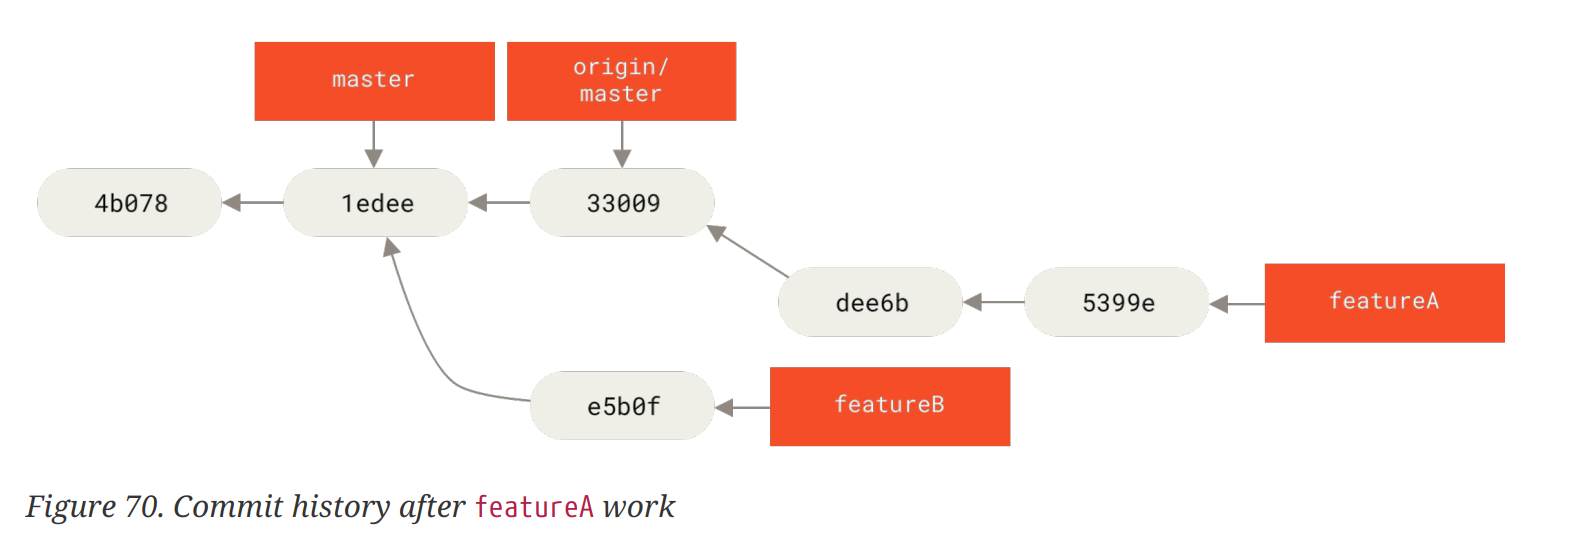 master
origin/
master
4b078
1edee
33009
dee6b
5399e
featureA
e5b0f
featureB
Figure 70. Commit history after featureA work